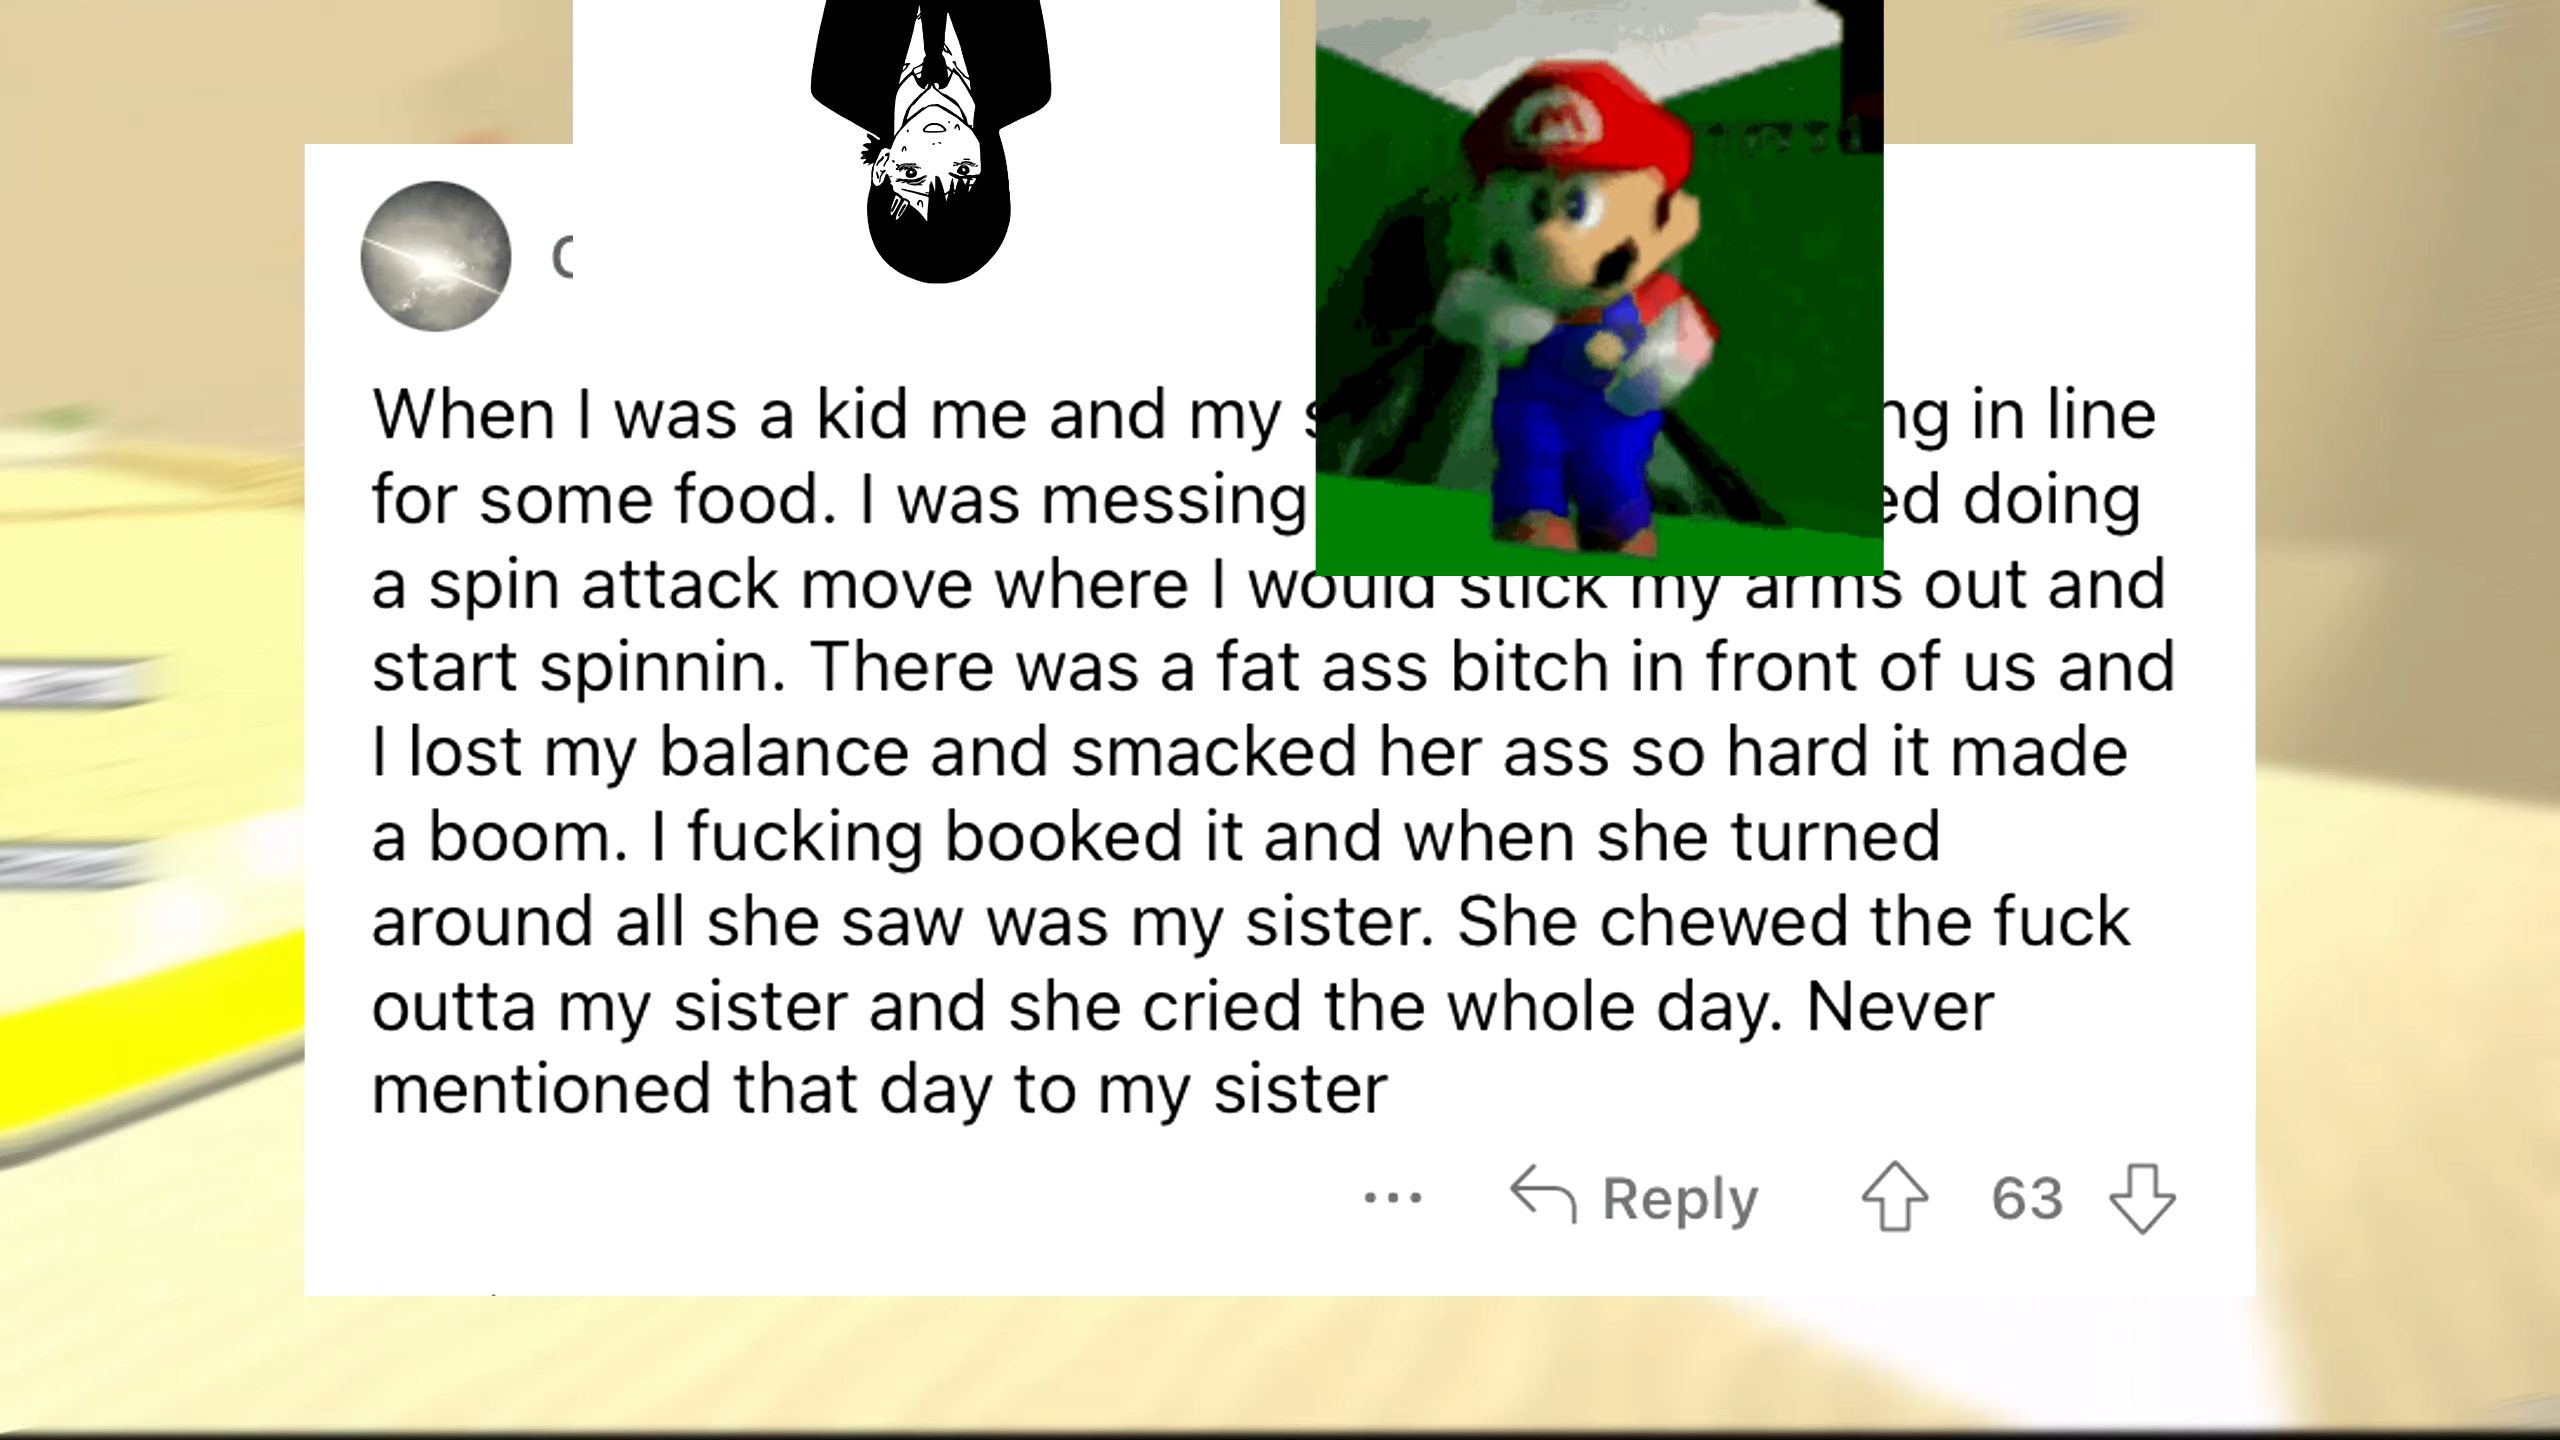 When I was a kid me and my in line
for some food. I was messing doing
a spin attack move where I would stick my arms out and
start spinnin. There was a fat ass bitch in front of us and
I lost my balance and smacked her ass so hard it made
a boom. I fucking booked it and when she turned
around all she saw was my sister. She chewed the fuck
outta my sister and she cried the whole day. Never
mentioned that day to my sister
... Reply 63